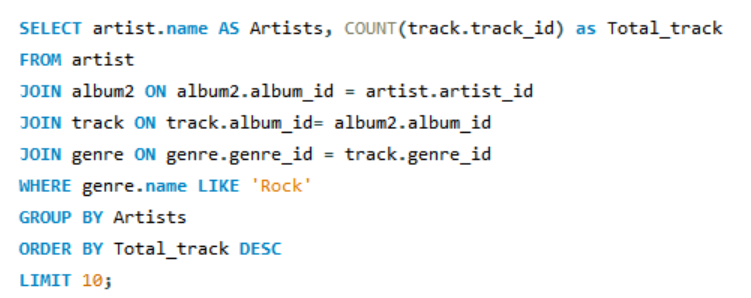 SELECT artist.name AS Artists, COUNT(track.track_id) as Total_track
FROM artist
JOIN album2 ON album2.album_id = artist.artist_id
JOIN track ON track.album_id= album2.album_id
JOIN genre ON genre.genre_id = track.genre_id
WHERE genre.name LIKE 'Rock'
GROUP BY Artists
ORDER BY Total_track DESC
LIMIT 10;